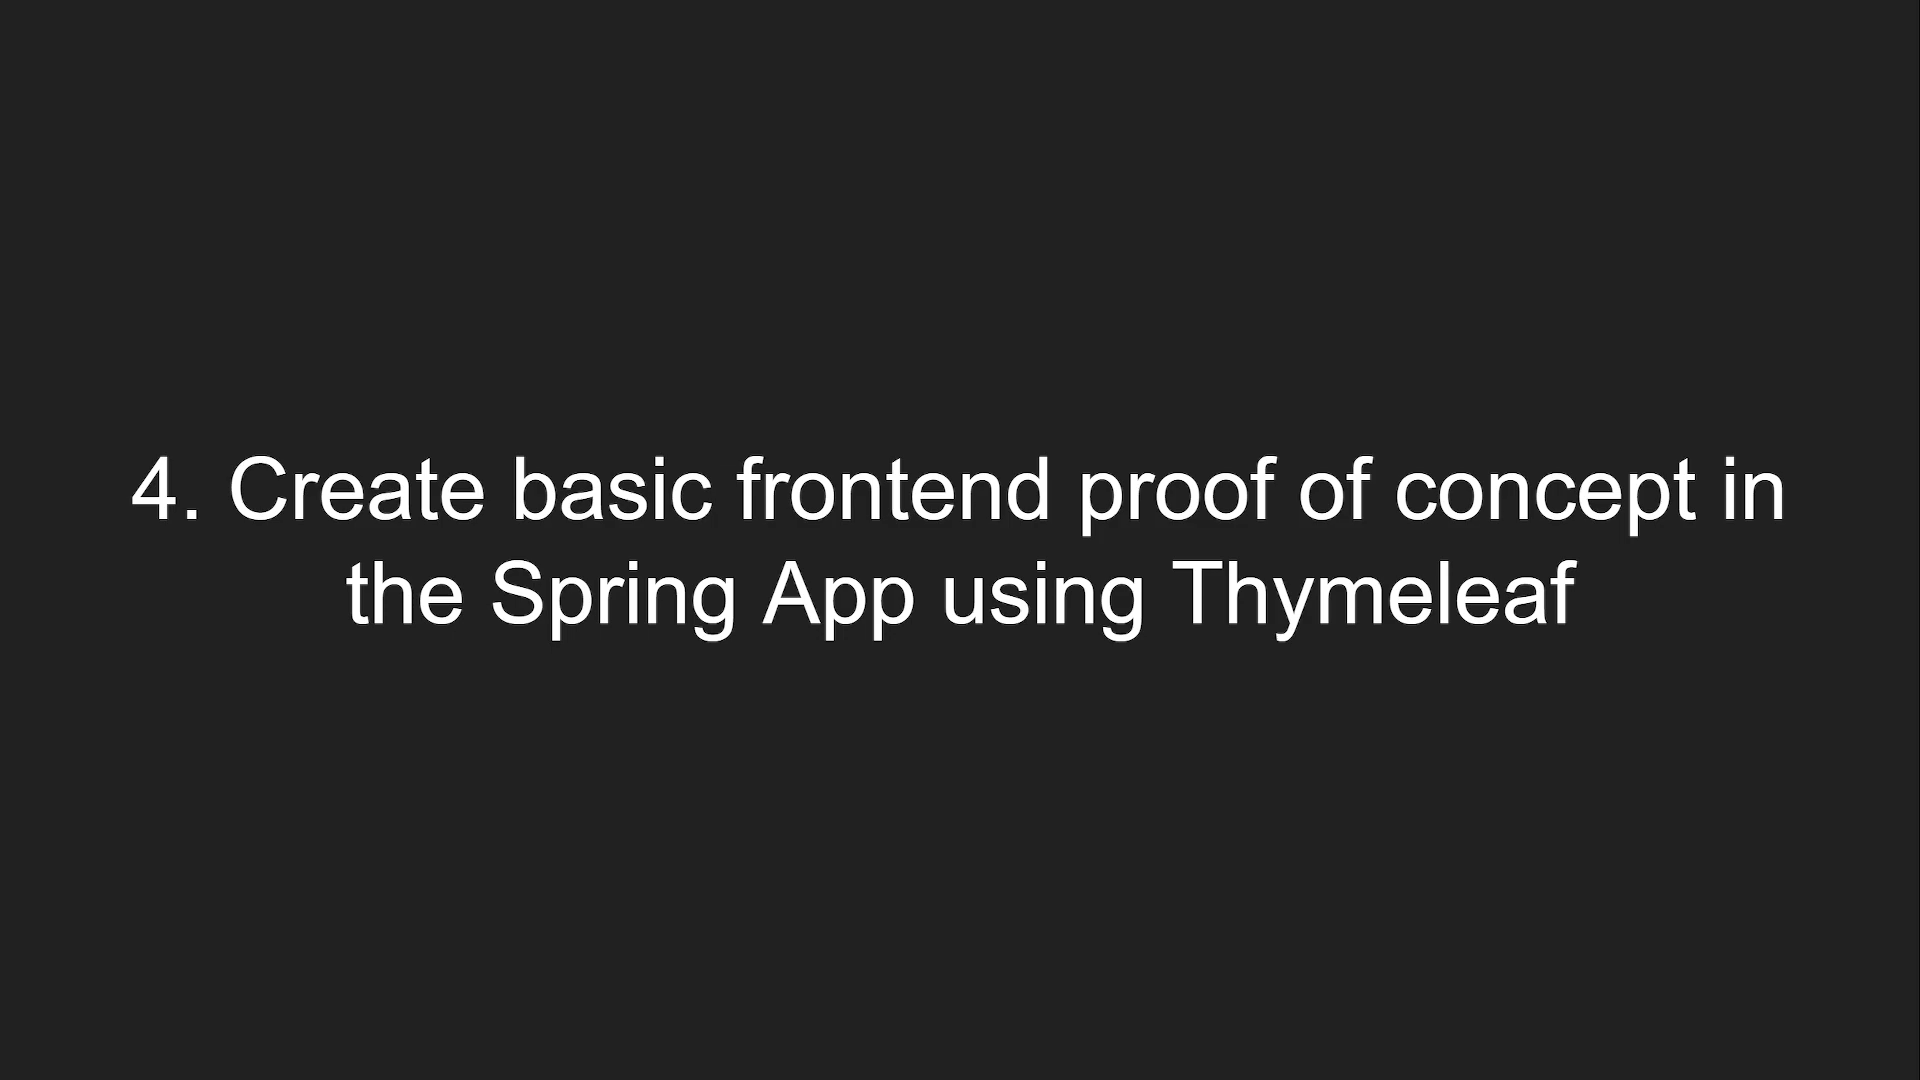 4. Create basic frontend proof of concept in
the Spring App using Thymeleaf